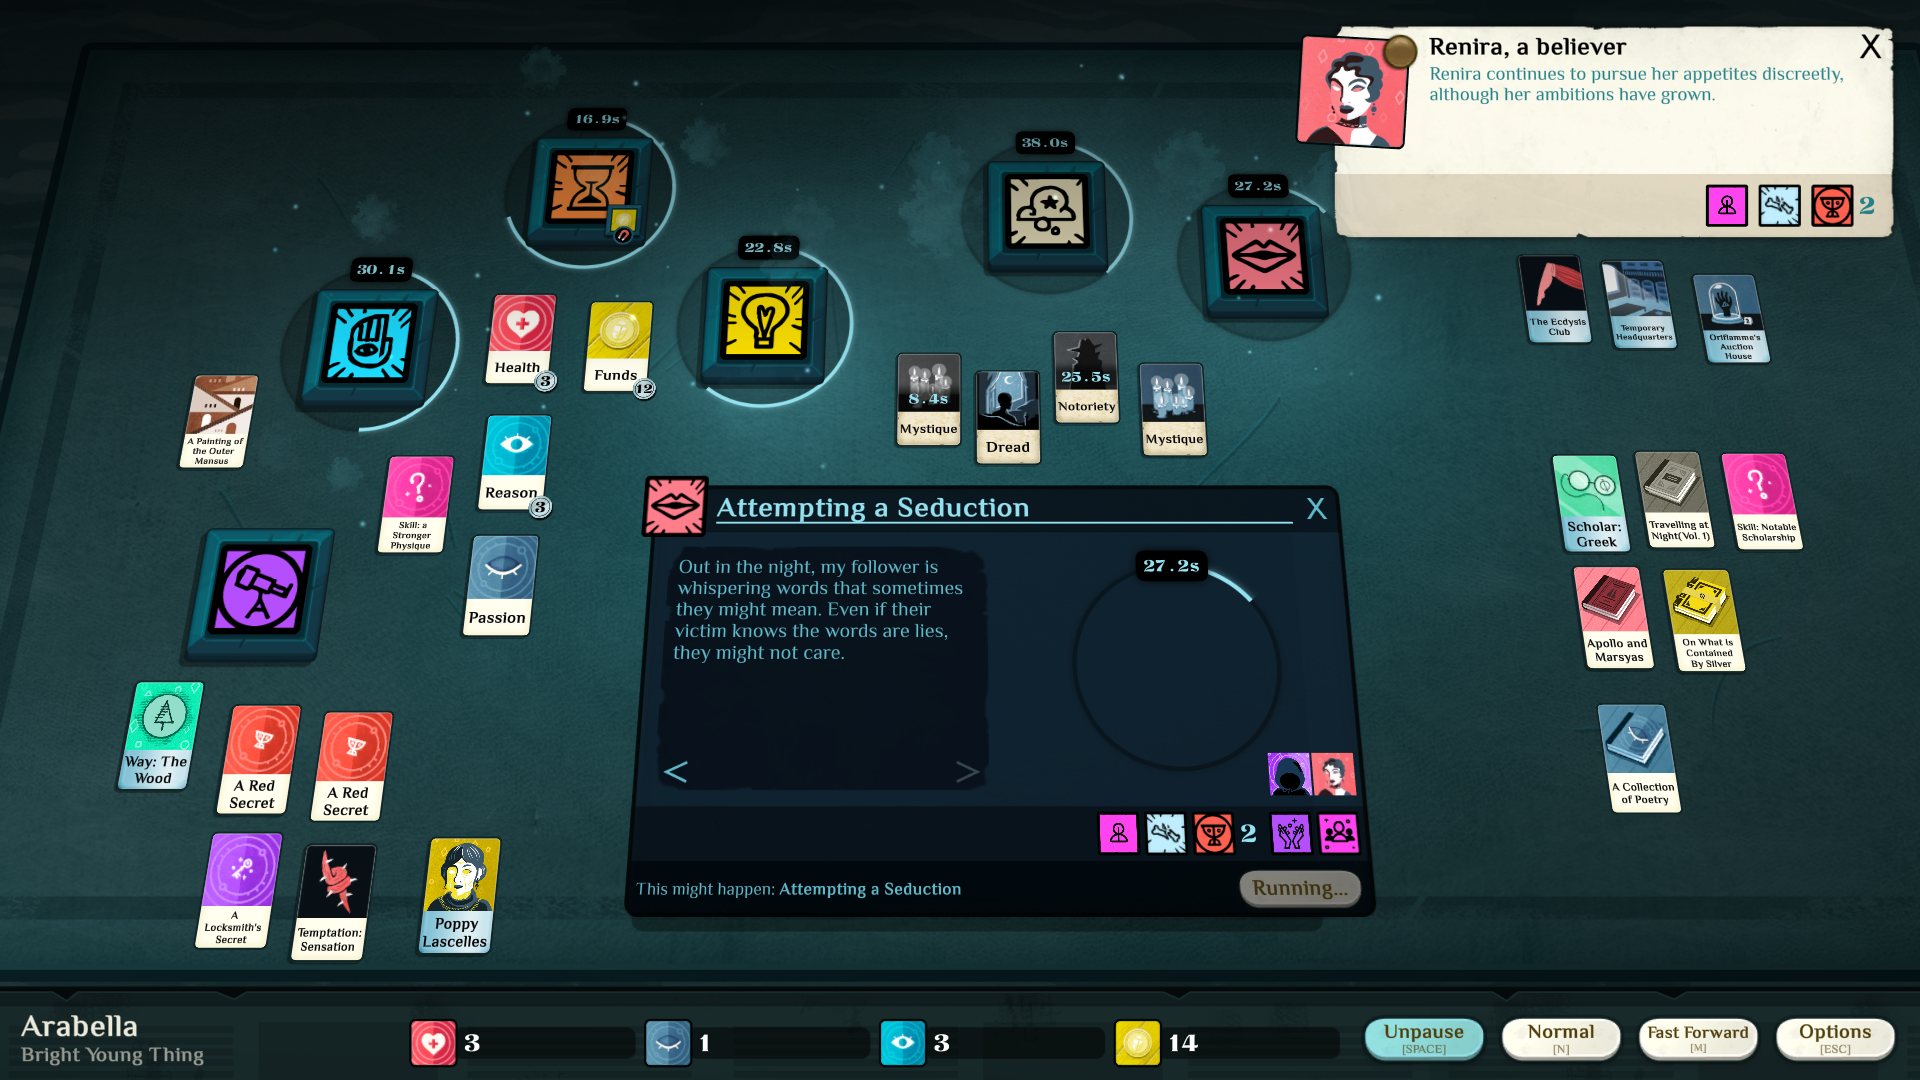 Renira, a believer
X
Renira continues to pursue her appetites discreetly,
although her ambitions have grown.
2
16.9s
38.0s
27.2s
22.8s
30.1s
The Ecdysis
Club
Temporary
Headquarters
Oriflamme's
Auction
House
Health
3
Funds
12
8.4s
Mystique
Dread
25.5s
Notoriety
Mystique
A Painting of
the Outer
Mansus
Reason
3
Skill: a
Stronger
Physique
Scholar:
Greek
Travelling at
Night(Vol. 1)
Skill: Notable
Scholarship
Attempting a Seduction
X
Out in the night, my follower is
whispering words that sometimes
they might mean. Even if their
victim knows the words are lies,
they might not care.
27.2s
Passion
Apollo and
Marsyas
On What Is
Contained
By Silver
<
>
Way: The
Wood
A Red
Secret
A Red
Secret
A Collection
of Poetry
2
A
Locksmith's
Secret
Temptation:
Sensation
Poppy
Lascelles
This might happen: Attempting a Seduction
Running...
Arabella
Bright Young Thing
3
1
3
14
Unpause
[SPACE]
Normal
[N]
Fast Forward
[M]
Options
[ESC]